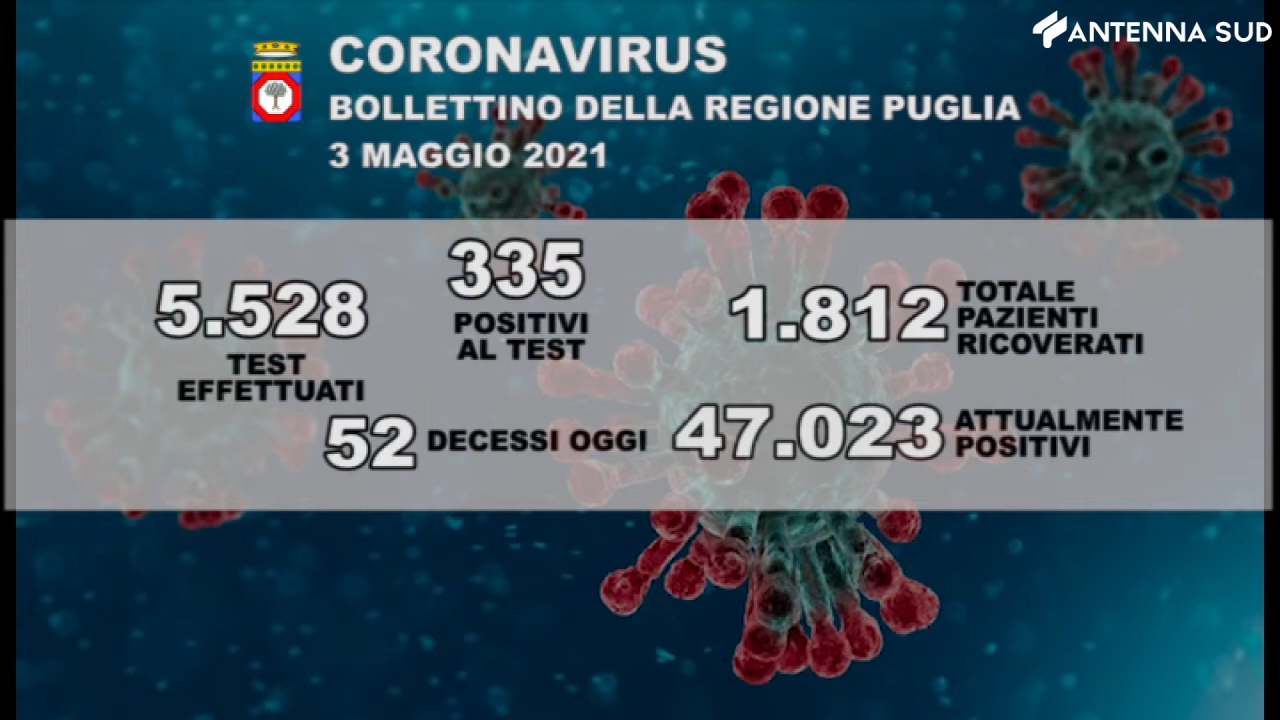 ANTENNA SUD
CORONAVIRUS
BOLLETTINO DELLA REGIONE PUGLIA
3 MAGGIO 2021
5.528
TEST
EFFETTUATI
335
POSITIVI
AL TEST
1.812
TOTALE
PAZIENTI
RICOVERATI
52 DECESSI OGGI
47.023
ATTUALMENTE
POSITIVI